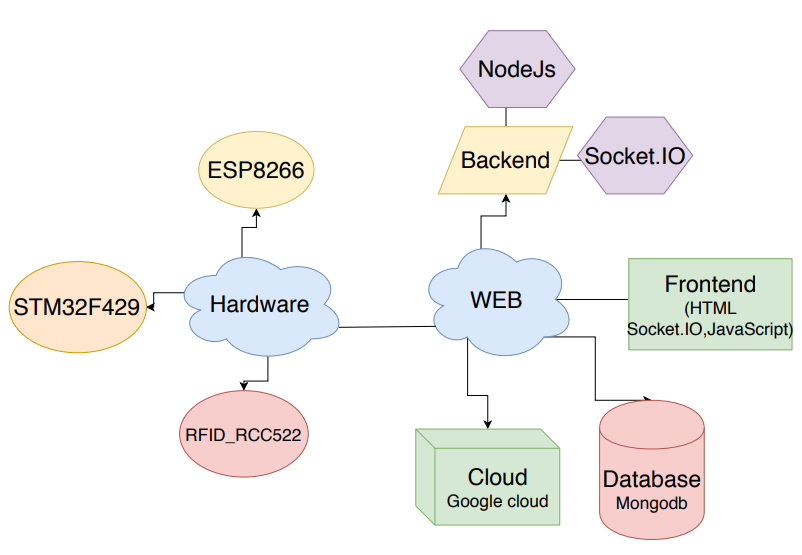 NodeJs
Backend
Socket.IO
ESP8266
STM32F429
Hardware
WEB
Frontend
(HTML
Socket.IO,JavaScript)
RFID_RCC522
Cloud
Google cloud
Database
Mongodb